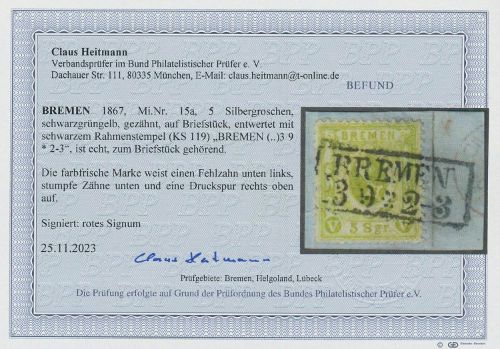 Claus Heitmann
Verbandsprüfer im Bund Philatelistischer Prüfer e. V.
Dachauer Str. 111, 80335 München, E-Mail: claus.heitmann@t-online.de
BEFUND
BREMEN 1867, Mi.Nr. 15a, 5 Silbergroschen,
schwarzgrüngelb, gezähnt, auf Briefstück, entwertet mit
schwarzem Rahmenstempel (KS 119) „BREMEN (..)3 9
* 2-3“, ist echt, zum Briefstück gehörend.
Die farbfrische Marke weist einen Fehlzahn unten links,
stumpfe Zähne unten und eine Druckspur rechts oben
auf.
Signiert: rotes Signum
25.11.2023
Claus Heitmann
Prüfgebiete: Bremen, Helgoland, Lübeck
Die Prüfung erfolgte auf Grund der Prüfordnung des Bundes Philatelistischer Prüfer e.V.
BREMEN
BREMEN
5 Sgr.
BPP